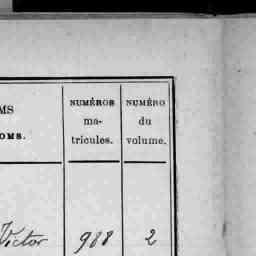 MS
OMS.
NUMÉROS
ma-
tricules.
NUMÉRO
du
volume.
Victor 988 2